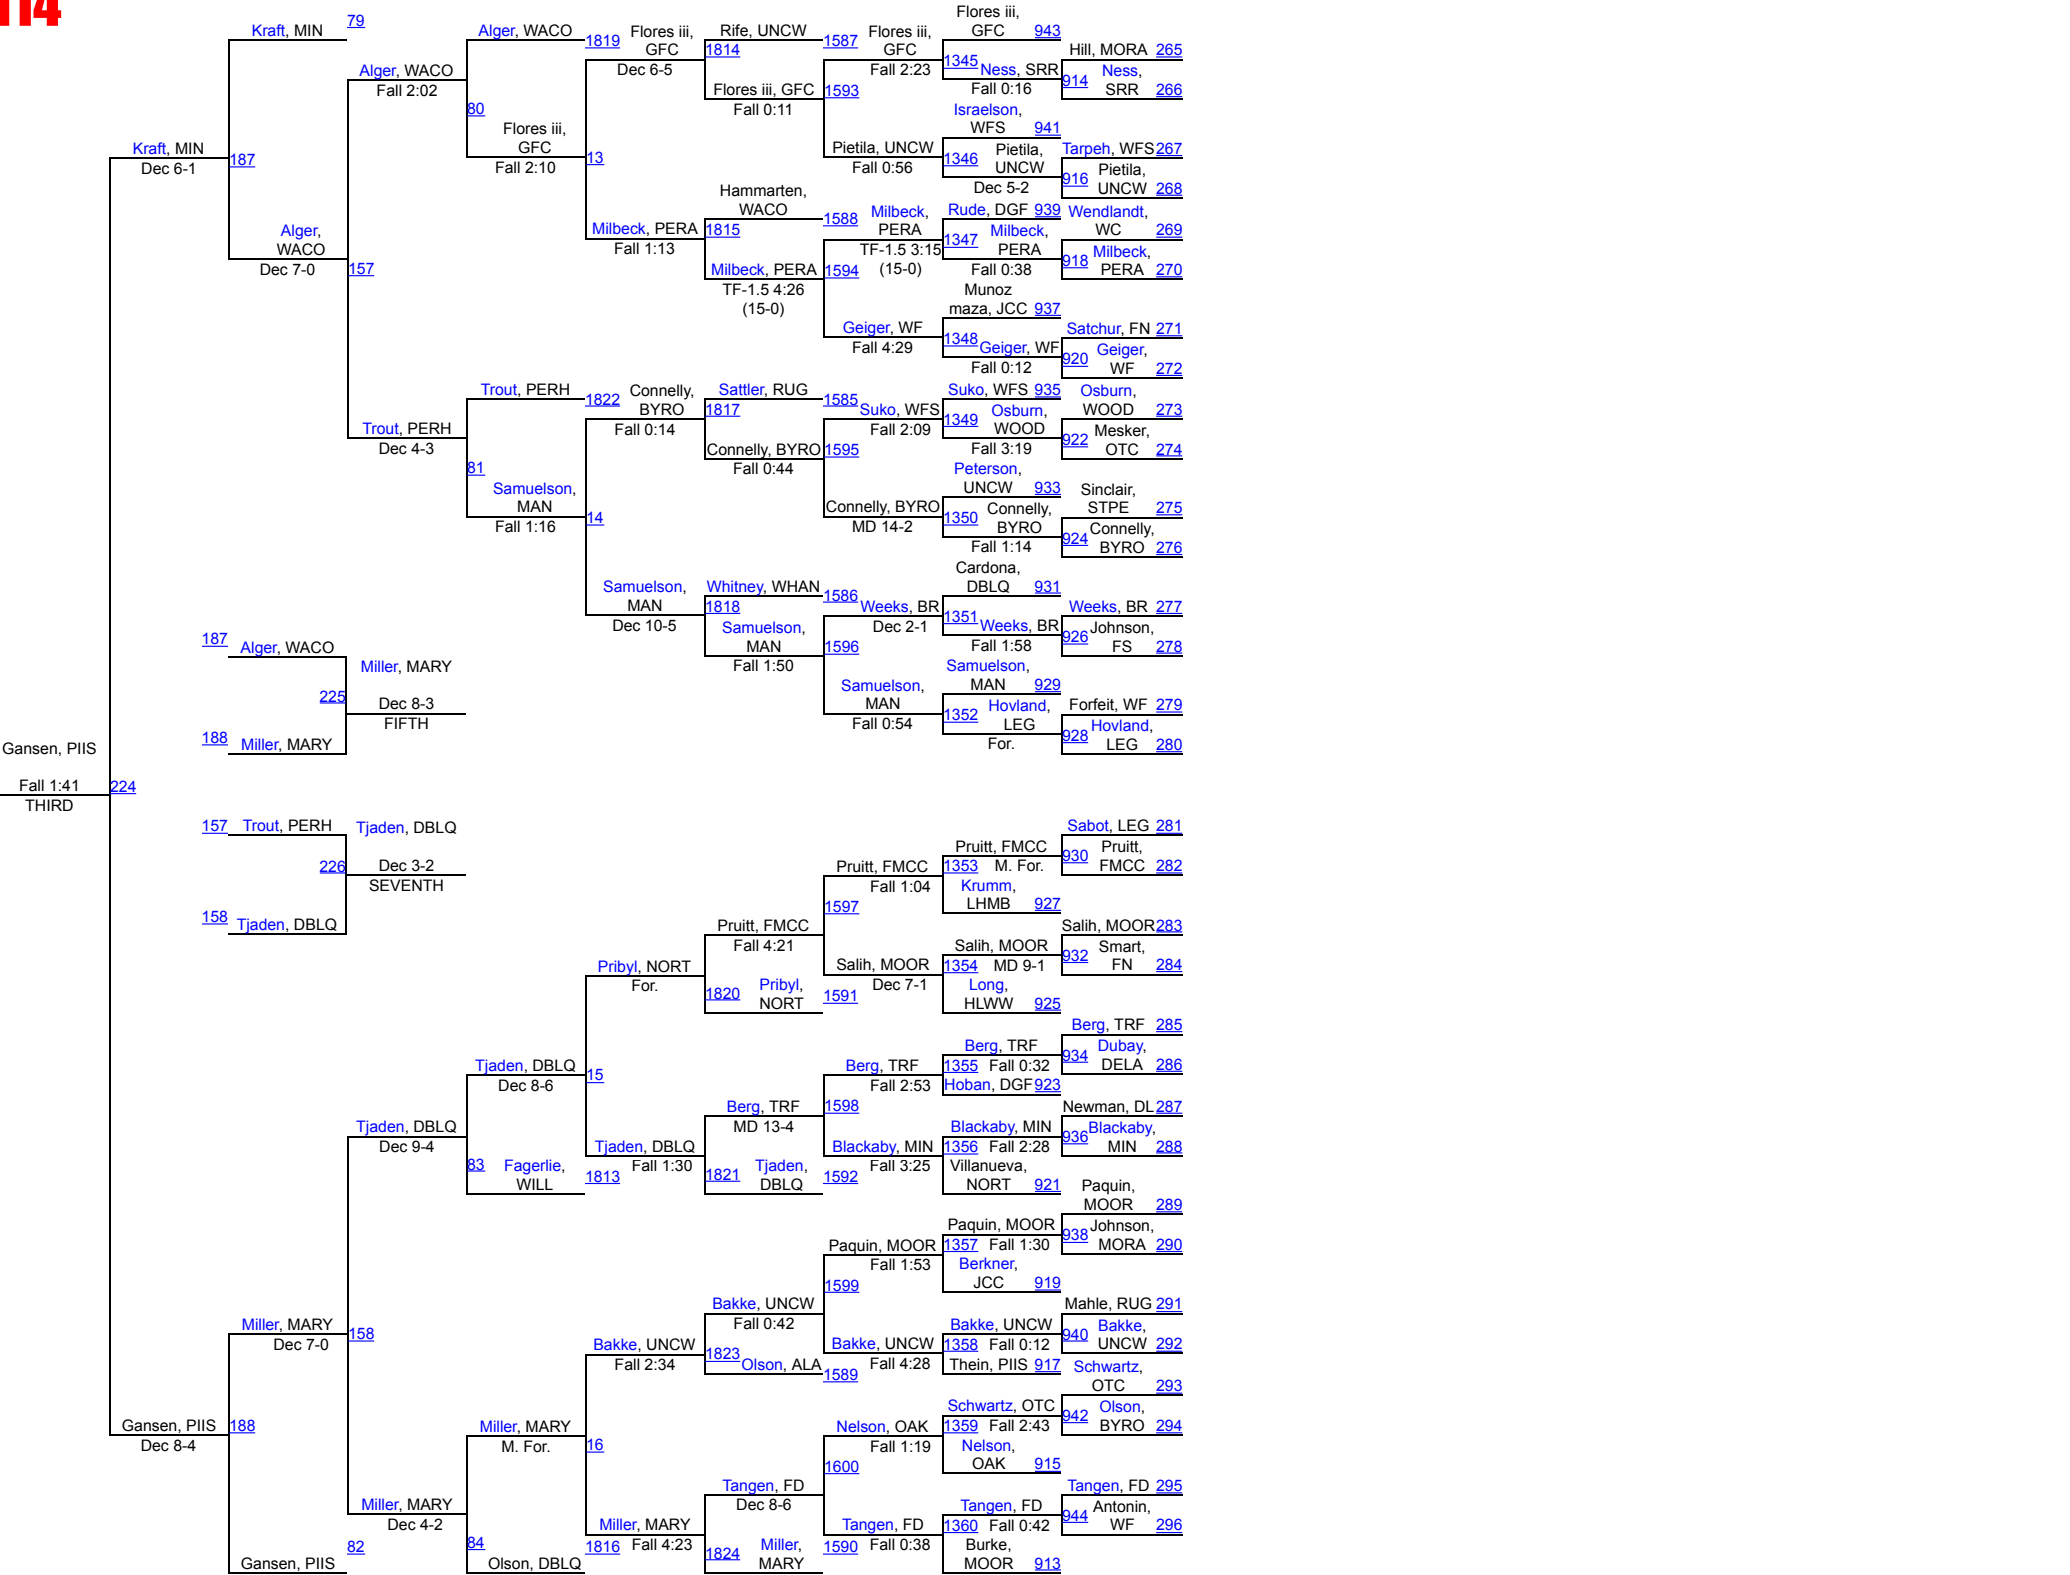 114
Kraft, MIN
79
Alger, WACO
Fall 2:02
Alger, WACO
1819
80
Flores iii,
GFC
Fall 2:10
Kraft, MIN
Dec 6-1
187
Alger,
WACO
Dec 7-0
157
Trout, PERH
Dec 4-3
Trout, PERH
1822
81
Samuelson,
MAN
Fall 1:16
Flores iii,
GFC
Dec 6-5
13
Milbeck, PERA
Fall 1:13
Connelly,
BYRO
Fall 0:14
14
Samuelson,
MAN
Dec 10-5
Rife, UNCW
1587
1814
Flores iii, GFC
Fall 0:11
Hammarten,
WACO
1588
1815
Milbeck, PERA
TF-1.5 4:26
(15-0)
Sattler, RUG
1585
1817
Connelly, BYRO
Fall 0:44
Whitney, WHAN
1586
1818
Samuelson,
MAN
Fall 1:50
Flores iii,
GFC
Fall 2:23
1593
Pietila, UNCW
Fall 0:56
Milbeck,
PERA
TF-1.5 3:15
(15-0)
1594
Geiger, WF
Fall 4:29
Suko, WFS
Fall 2:09
1595
Connelly, BYRO
MD 14-2
Weeks, BR
Dec 2-1
1596
Samuelson,
MAN
Fall 0:54
Flores iii,
GFC 943
1345
Ness, SRR
Fall 0:16
Israelson,
WFS 941
1346
Pietila,
UNCW
Dec 5-2
Rude, DGF 939
1347
Milbeck,
PERA
Fall 0:38
Munoz
maza, JCC 937
1348
Geiger, WF
Fall 0:12
Suko, WFS 935
1349
Osburn,
WOOD
Fall 3:19
Peterson,
UNCW 933
1350
Connelly,
BYRO
Fall 1:14
Cardona,
DBLQ 931
1351
Weeks, BR
Fall 1:58
Samuelson,
MAN 929
1352
Hovland,
LEG
For.
Hill, MORA 265
914
Ness,
SRR 266
Tarpeh, WFS 267
916
Pietila,
UNCW 268
Wendlandt,
WC 269
918
Milbeck,
PERA 270
Satchur, FN 271
920
Geiger,
WF 272
Osburn,
WOOD 273
922
Mesker,
OTC 274
Sinclair,
STPE 275
924
Connelly,
BYRO 276
Weeks, BR 277
926
Johnson,
FS 278
Forfeit, WF 279
928
Hovland,
LEG 280
187
Alger, WACO
225
188
Miller, MARY
Miller, MARY
Dec 8-3
FIFTH
Gansen, PIIS
Fall 1:41
THIRD
224
157
Trout, PERH
226
158
Tjaden, DBLQ
Tjaden, DBLQ
Dec 3-2
SEVENTH
Gansen, PIIS
Dec 8-4
188
Miller, MARY
Dec 7-0
158
Gansen, PIIS
82
Tjaden, DBLQ
Dec 9-4
Miller, MARY
Dec 4-2
Tjaden, DBLQ
Dec 8-6
83
Fagerlie,
WILL
1813
Miller, MARY
M. For.
84
Olson, DBLQ
1816
Pribyl, NORT
For.
15
Tjaden, DBLQ
Fall 1:30
Bakke, UNCW
Fall 2:34
16
Miller, MARY
Fall 4:23
Pruitt, FMCC
Fall 4:21
1820
Pribyl,
NORT
1591
Berg, TRF
MD 13-4
1821
Tjaden,
DBLQ
1592
Bakke, UNCW
Fall 0:42
1823
Olson, ALA
1589
Tangen, FD
Dec 8-6
1824
Miller,
MARY
1590
Pruitt, FMCC
Fall 1:04
1597
Salih, MOOR
Dec 7-1
Berg, TRF
Fall 2:53
1598
Blackaby, MIN
Fall 3:25
Paquin, MOOR
Fall 1:53
1599
Bakke, UNCW
Fall 4:28
Nelson, OAK
Fall 1:19
1600
Tangen, FD
Fall 0:38
Pruitt, FMCC
1353 M. For.
Krumm,
LHMB 927
Salih, MOOR
1354 MD 9-1
Long,
HLWW 925
Berg, TRF
1355 Fall 0:32
Hoban, DGF 923
Blackaby, MIN
1356 Fall 2:28
Villanueva,
NORT 921
Paquin, MOOR
1357 Fall 1:30
Berkner,
JCC 919
Bakke, UNCW
1358 Fall 0:12
Thein, PIIS 917
Schwartz, OTC
1359 Fall 2:43
Nelson,
OAK 915
Tangen, FD
1360 Fall 0:42
Burke,
MOOR 913
Sabot, LEG 281
930
Pruitt,
FMCC 282
Salih, MOOR 283
932
Smart,
FN 284
Berg, TRF 285
934
Dubay,
DELA 286
Newman, DL 287
936
Blackaby,
MIN 288
Paquin,
MOOR 289
938
Johnson,
MORA 290
Mahle, RUG 291
940
Bakke,
UNCW 292
Schwartz,
OTC 293
942
Olson,
BYRO 294
Tangen, FD 295
944
Antonin,
WF 296